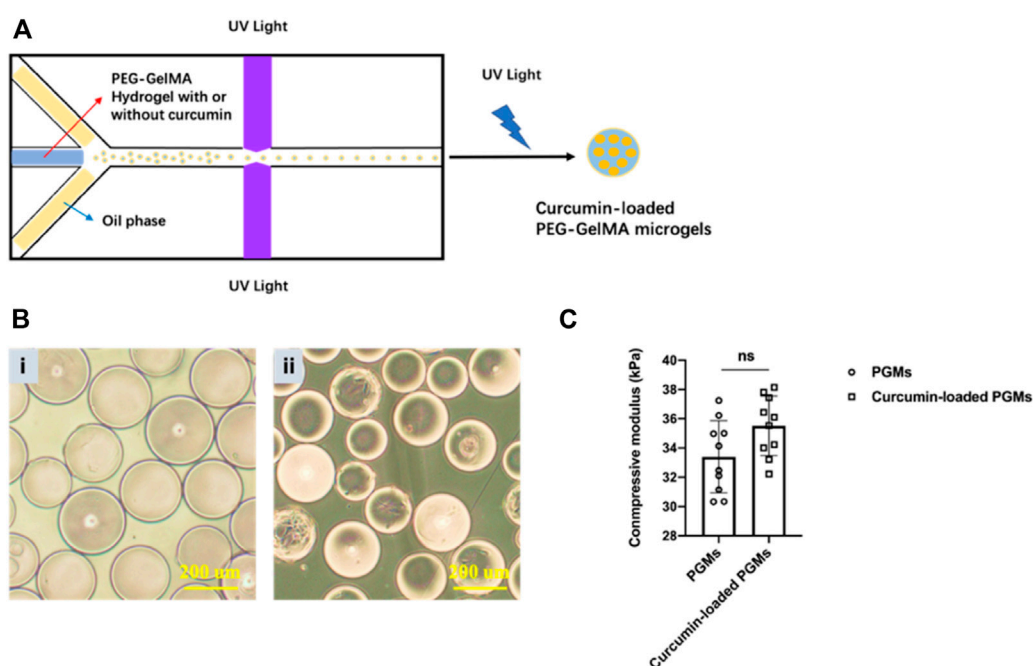 A
UV Light
PEG-GelMA
Hydrogel with or
without curcumin
Oil phase
UV Light
UV Light
Curcumin-loaded
PEG-GelMA microgels
B
i
200 um
ii
200 um
C
Conmpressive modulus (kPa)
40
38
36
34
32
30
28
ns
PGMs
Curcumin-loaded PGMs
PGMs
Curcumin-loaded PGMs